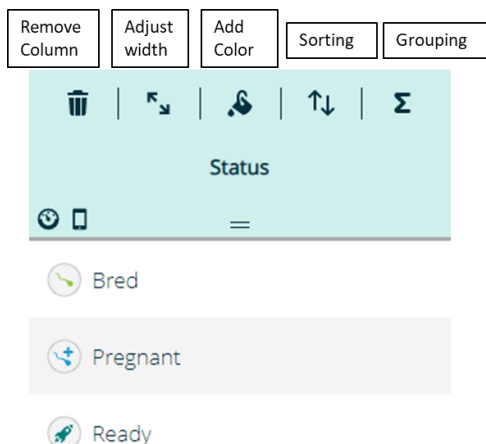 Remove
Column
Adjust
width
Add
Color
Sorting
Grouping
Σ
Status
Bred
Pregnant
Ready